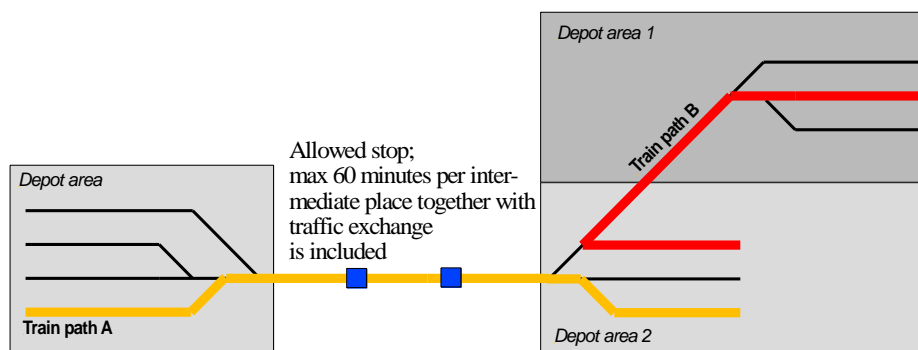 Depot area 1
Train path B
Allowed stop;
max 60 minutes per inter-
mediate place together with
traffic exchange
is included
Depot area
Train path A
Depot area 2